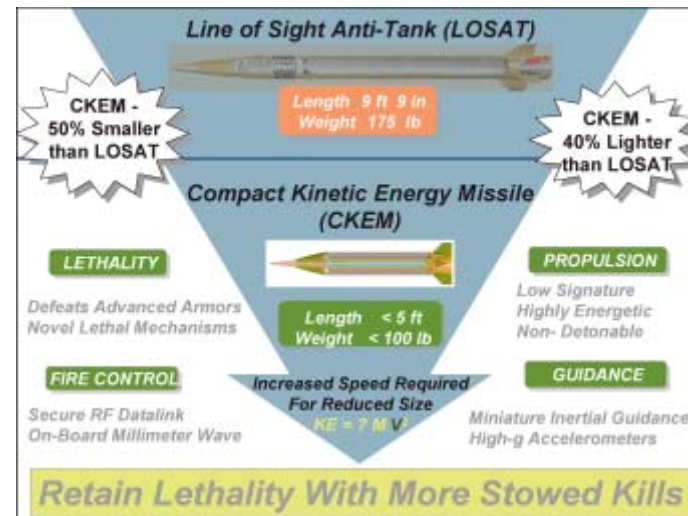 Line of Sight Anti-Tank (LOSAT)
Length 9 ft 9 in
Weight 175 lb
CKEM -
50% Smaller
than LOSAT
CKEM -
40% Lighter
than LOSAT
Compact Kinetic Energy Missile
(CKEM)
LETHALITY
Defeats Advanced Armors
Novel Lethal Mechanisms
Length < 5 ft
Weight < 100 lb
PROPULSION
Low Signature
Highly Energetic
Non- Detonable
FIRE CONTROL
Secure RF Datalink
On-Board Millimeter Wave
Increased Speed Required
For Reduced Size
KE = ? M V²
GUIDANCE
Miniature Inertial Guidance
High-g Accelerometers
Retain Lethality With More Stowed Kills